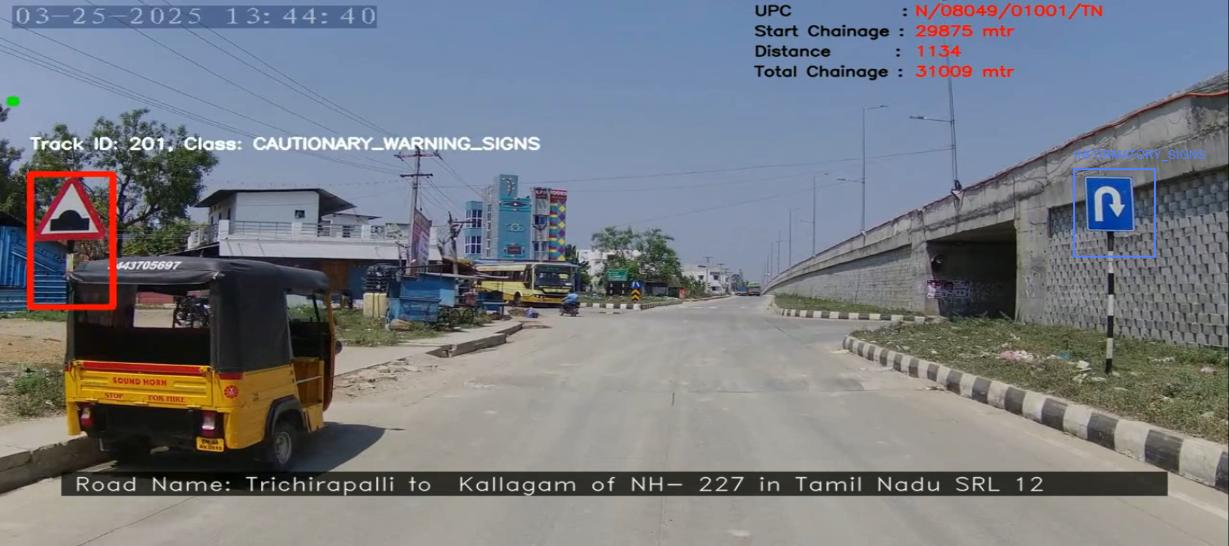 03-25-2025 13:44:40
UPC : N/08049/01001/TN
Start Chainage : 29875 mtr
Distance : 1134
Total Chainage : 31009 mtr
Track ID: 201, Class: CAUTIONARY_WARNING_SIGNS
443705697
SOUND HORN
STOP FOR HIRE
Road Name: Trichirapalli to Kallagam of NH- 227 in Tamil Nadu SRL 12